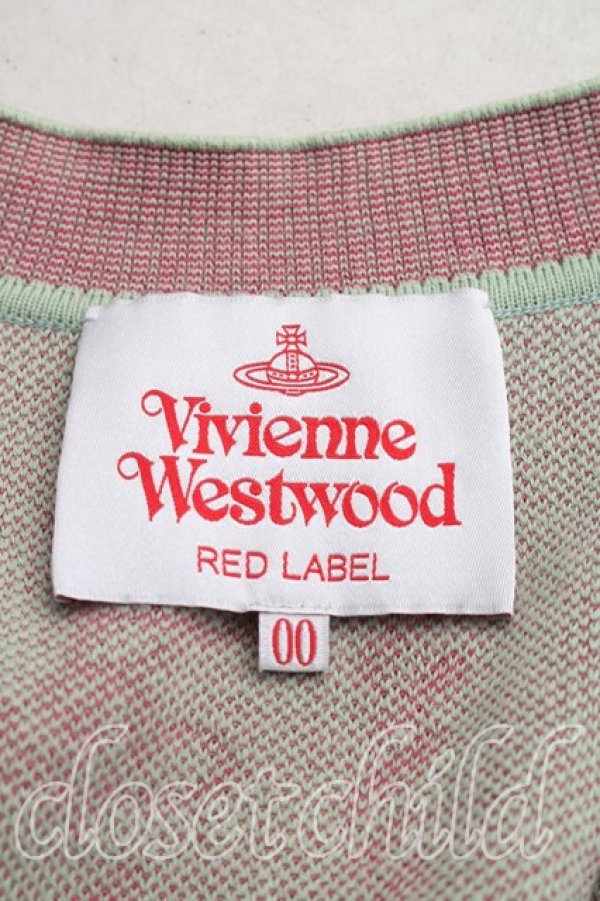 Vivienne
Westwood
RED LABEL
00
closetchild